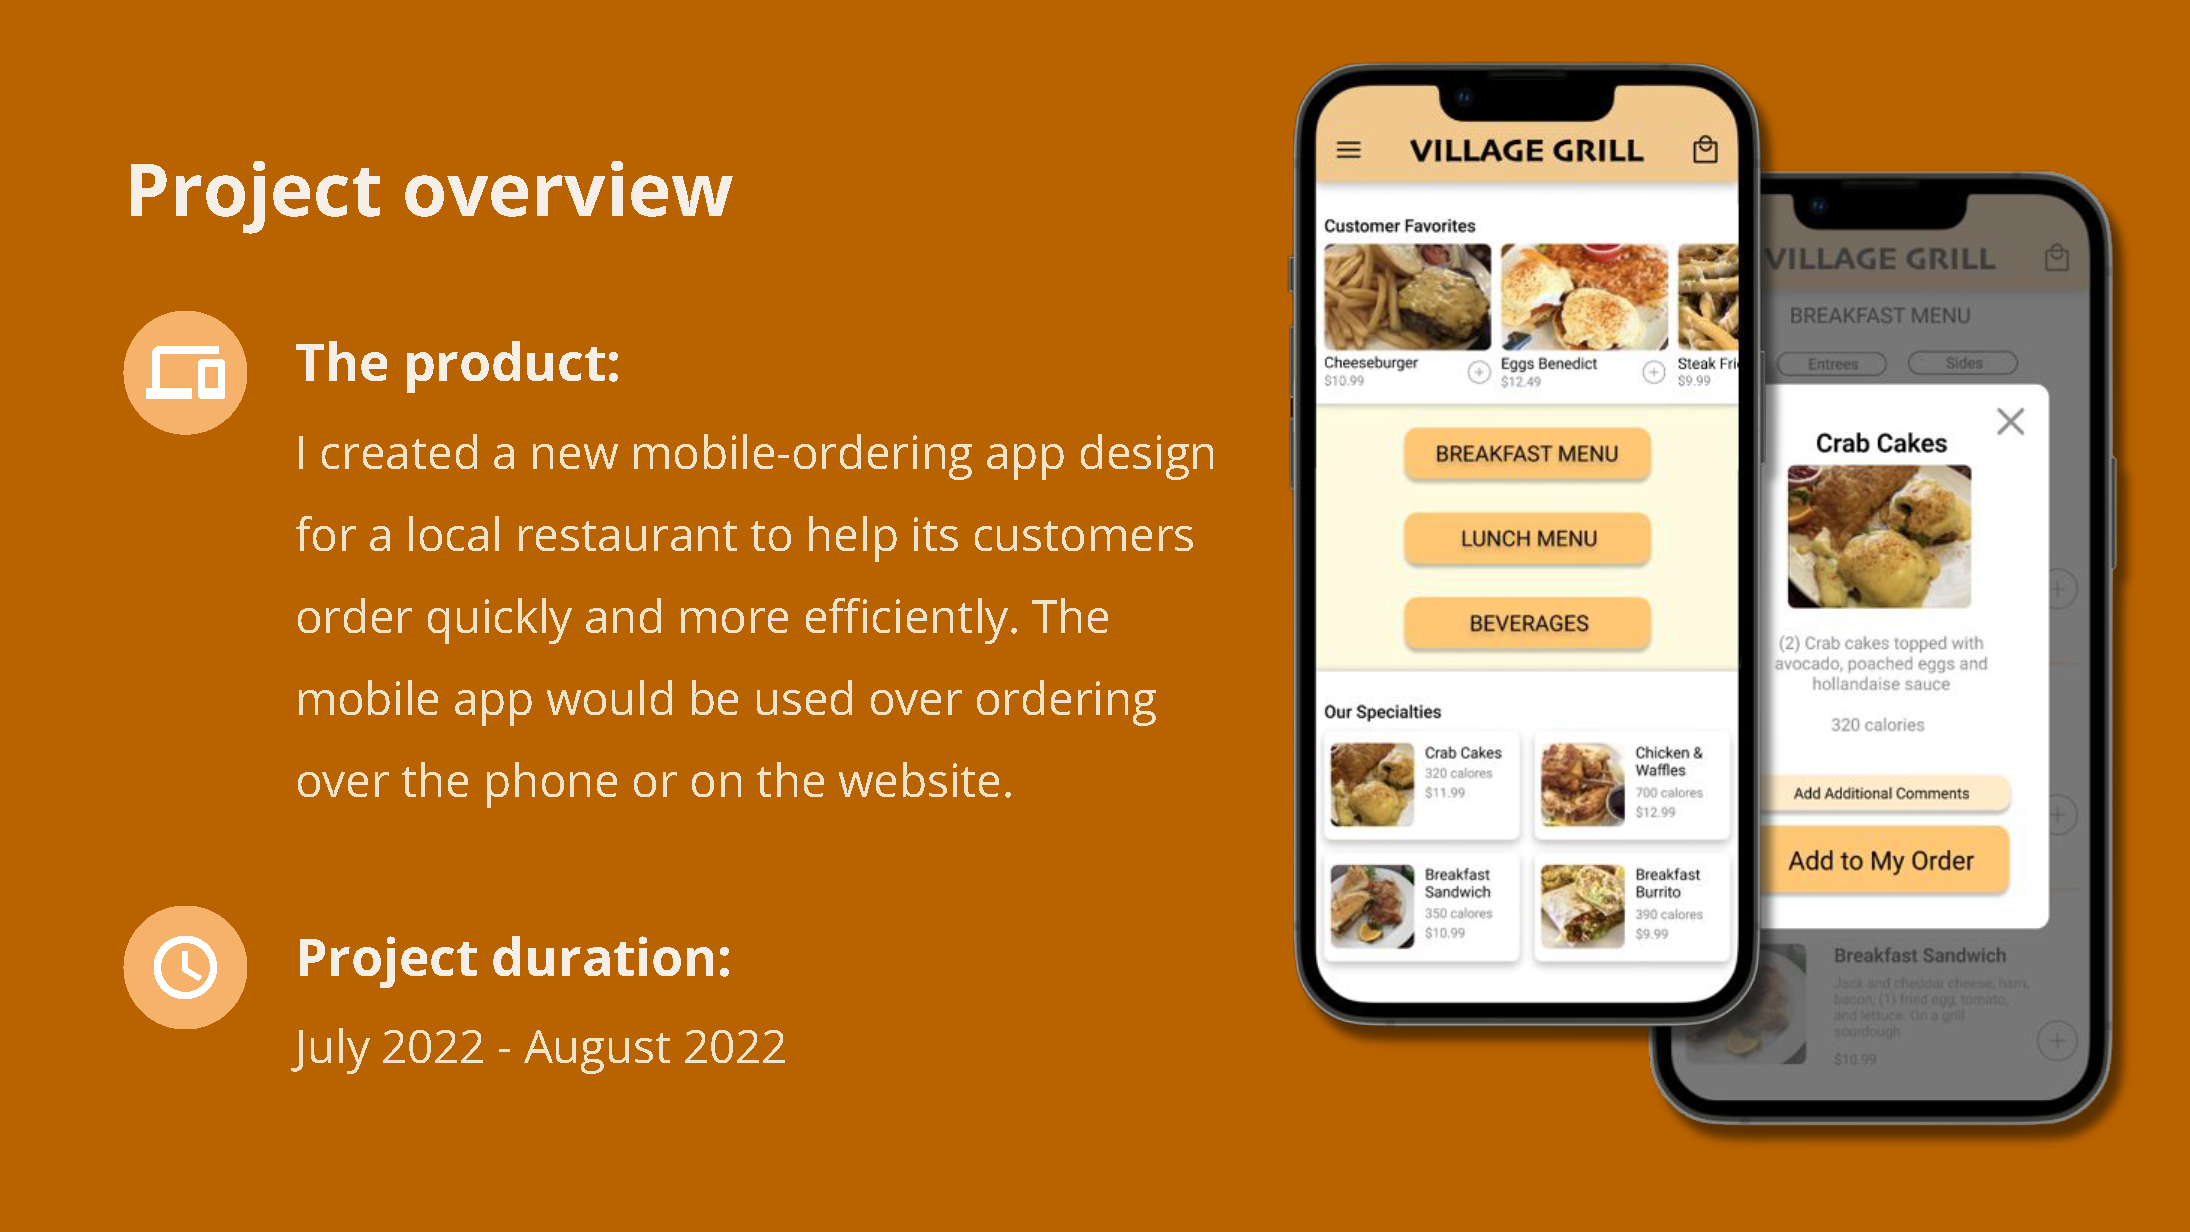 Project overview
The product:
I created a new mobile-ordering app design
for a local restaurant to help its customers
order quickly and more efficiently. The
mobile app would be used over ordering
over the phone or on the website.
Project duration:
July 2022 - August 2022
VILLAGE GRILL
Customer Favorites
Cheeseburger
$10.99
Eggs Benedict
$12.49
Steak Fri
$9.99
BREAKFAST MENU
LUNCH MENU
BEVERAGES
Our Specialties
Crab Cakes
320 calores
$11.99
Chicken &
Waffles
700 calores
$12.99
Breakfast
Sandwich
350 calores
$10.99
Breakfast
Burrito
390 calores
$9.99
VILLAGE GRILL
BREAKFAST MENU
Entrees
Sides
Crab Cakes
(2) Crab cakes topped with
avocado, poached eggs and
hollandaise sauce
320 calories
Add Additional Comments
Add to My Order
Breakfast Sandwich
Jack and cheddar cheese, ham,
bacon, (1) fried egg, tomato,
and lettuce. On a grill
sourdough
$10.99